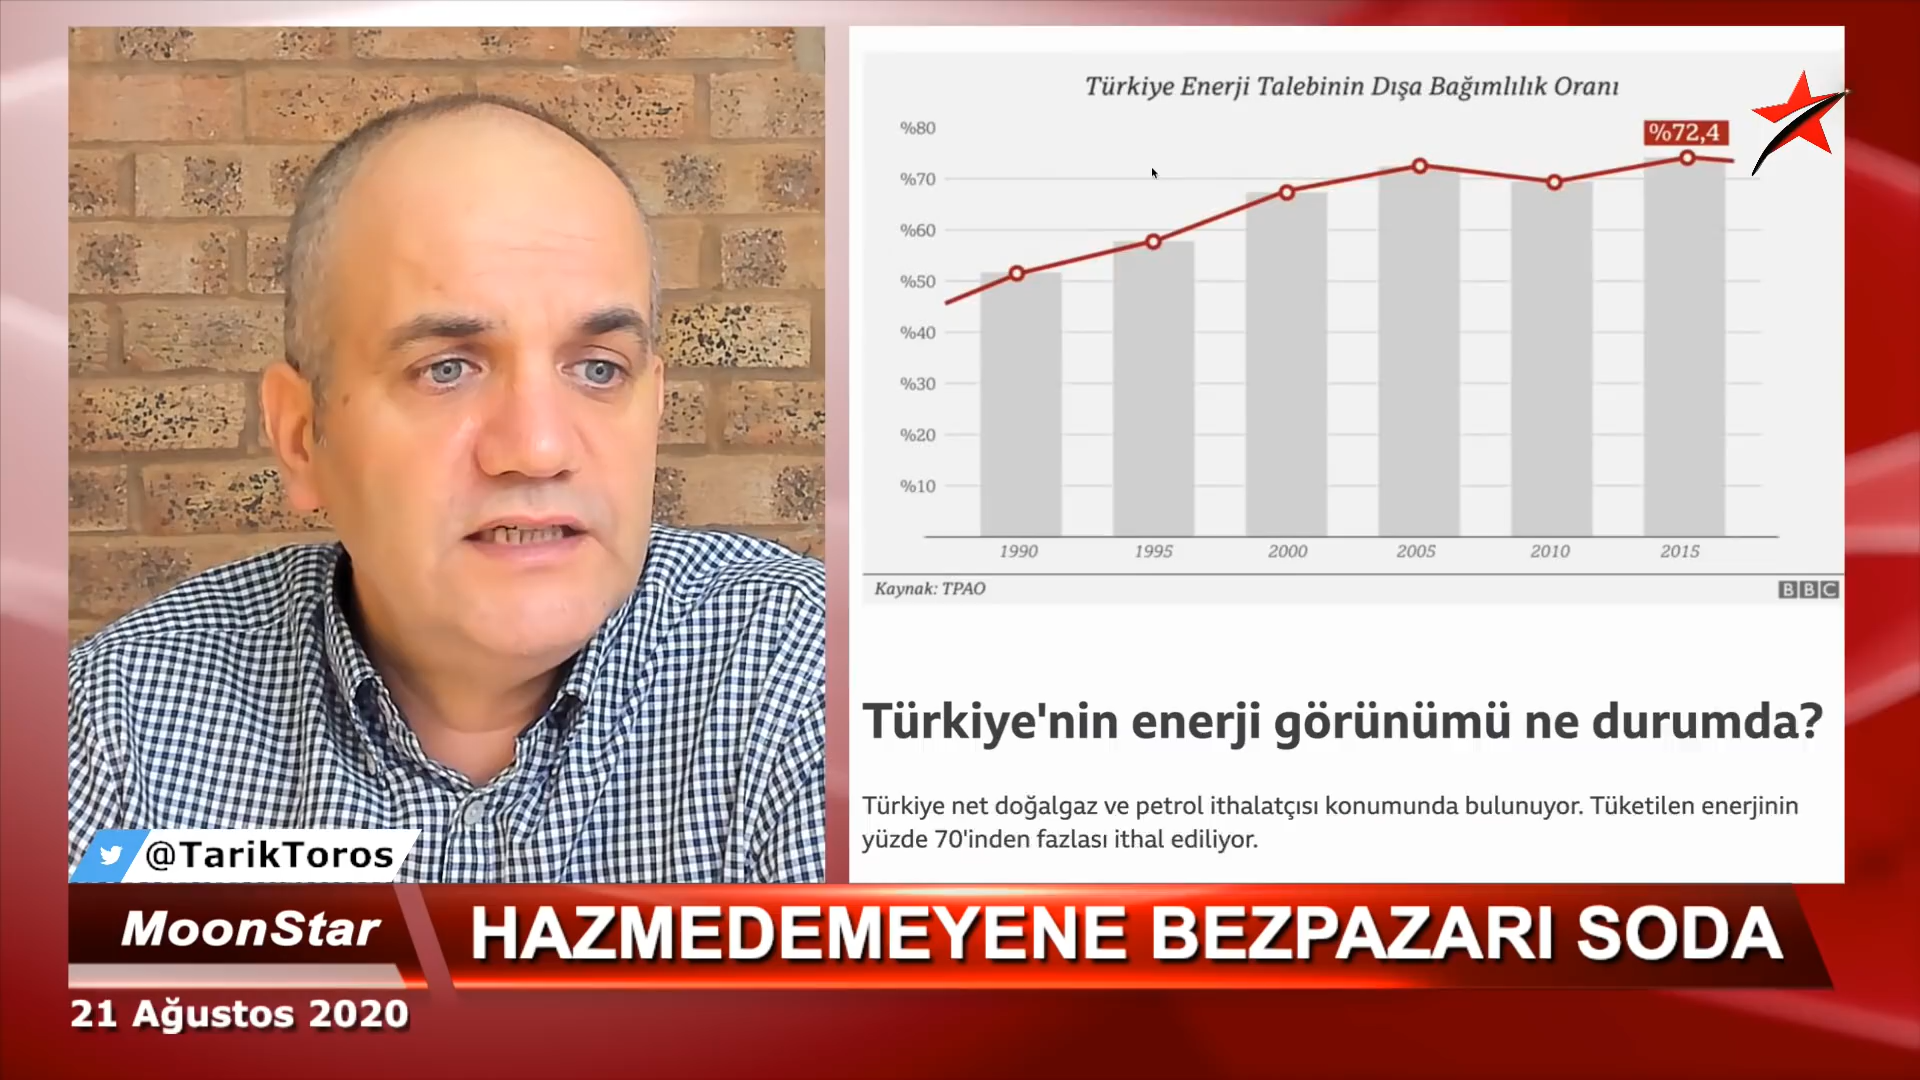 Türkiye Enerji Talebinin Dışa Bağımlılık Oranı
%80
%72,4
%70
%60
%50
%40
%30
%20
%10
1990 1995 2000 2005 2010 2015
Kaynak: TPAO
BBC
Türkiye'nin enerji görünümü ne durumda?
Türkiye net doğalgaz ve petrol ithalatçısı konumunda bulunuyor. Tüketilen enerjinin
yüzde 70'inden fazlası ithal ediliyor.
@TarikToros
MoonStar
HAZMEDEMEYENE BEZPAZARI SODA
21 Ağustos 2020